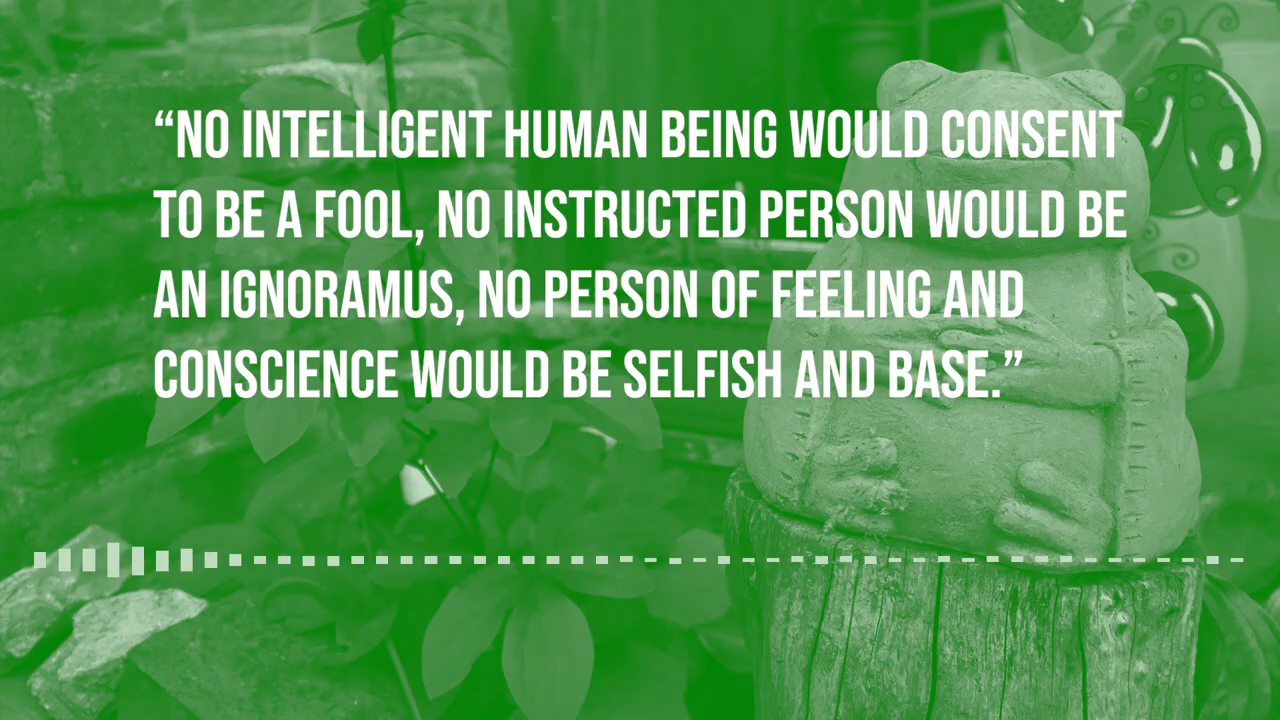 “NO INTELLIGENT HUMAN BEING WOULD CONSENT
TO BE A FOOL, NO INSTRUCTED PERSON WOULD BE
AN IGNORAMUS, NO PERSON OF FEELING AND
CONSCIENCE WOULD BE SELFISH AND BASE.”